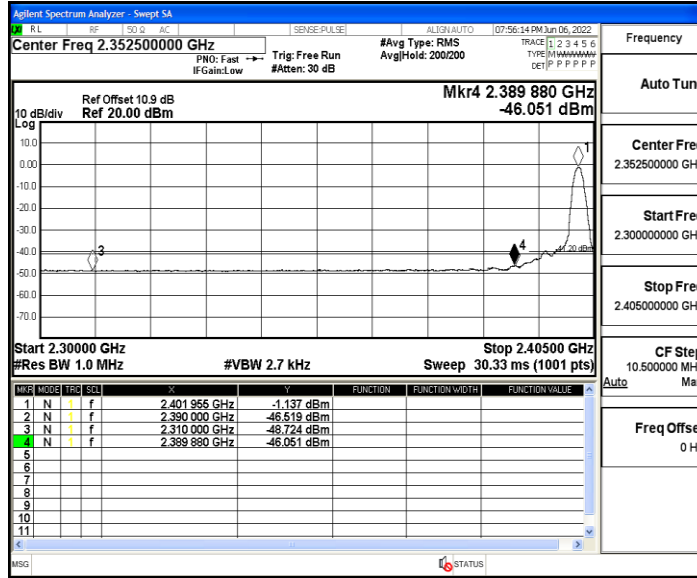 Agilent Spectrum Analyzer - Swept SA
RL RF 50 Ω AC SENSE:PULSE ALIGNAUTO 07:56:14 PM Jun 06, 2022
Center Freq 2.352500000 GHz
PNO: Fast
IFGain:Low
Trig: Free Run
#Atten: 30 dB
#Avg Type: RMS
Avg|Hold: 200/200
TRACE 1 2 3 4 5 6
TYPE MWWWWW
DET P P P P P P
Frequency
Auto Tun
Center Fre
2.352500000 GH
Start Fre
2.300000000 GH
Stop Fre
2.405000000 GH
CF Step
10.500000 MH
Auto Ma
Freq Offse
0 H
Ref Offset 10.9 dB
10 dB/div Ref 20.00 dBm
Log
Mkr4 2.389 880 GHz
-46.051 dBm
10.0
0.00
-10.0
-20.0
-30.0
-40.0
-50.0
-60.0
-70.0
1
3
4
Start 2.30000 GHz Stop 2.40500 GHz
#Res BW 1.0 MHz #VBW 2.7 kHz Sweep 30.33 ms (1001 pts)
MKR MODE TRC SCL X Y FUNCTION FUNCTION WIDTH FUNCTION VALUE
1 N 1 f 2.401 955 GHz -1.137 dBm
2 N 1 f 2.390 000 GHz -46.519 dBm
3 N 1 f 2.310 000 GHz -48.724 dBm
4 N 1 f 2.389 880 GHz -46.051 dBm
5
6
7
8
9
10
11
MSG STATUS